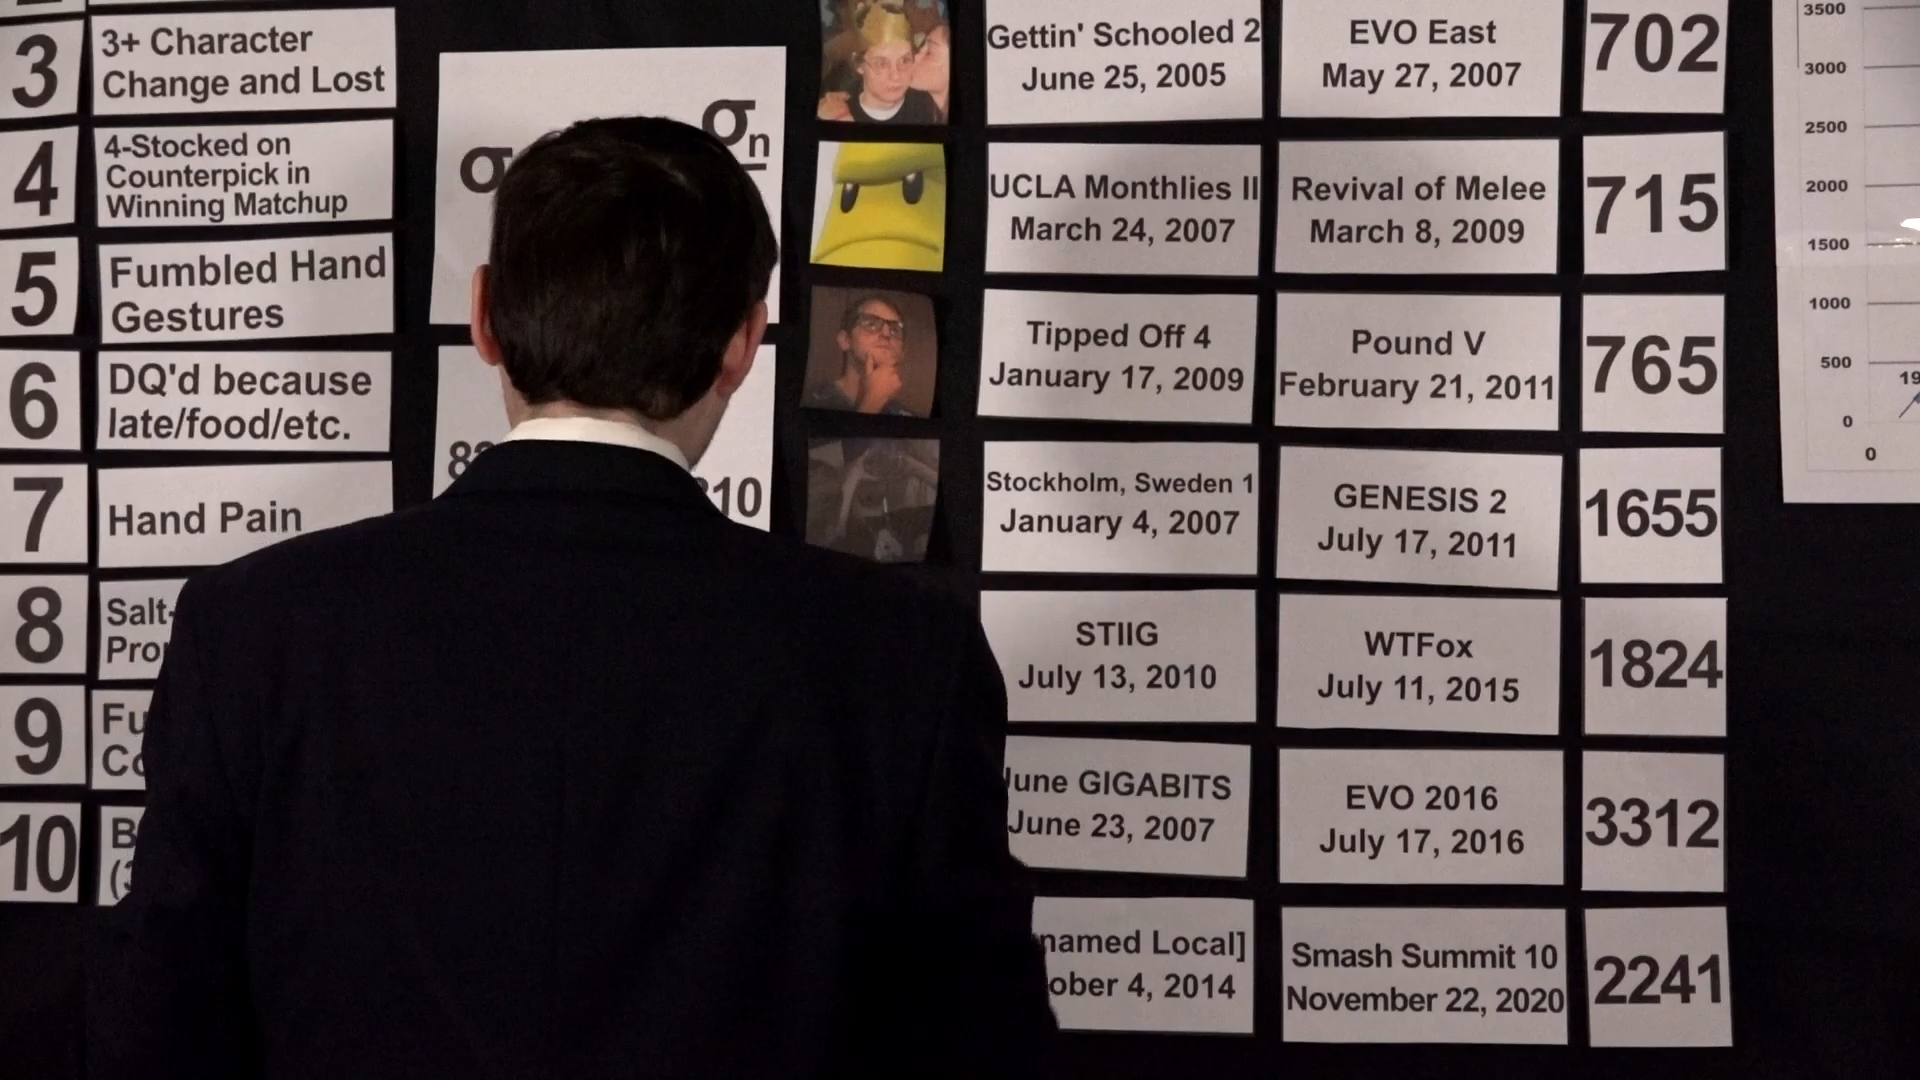 3
3+ Character
Change and Lost
4
4-Stocked on
Counterpick in
Winning Matchup
5
Fumbled Hand
Gestures
6
DQ'd because
late/food/etc.
7
Hand Pain
8
9
10
σ
σn
10
Gettin' Schooled 2
June 25, 2005
EVO East
May 27, 2007
702
UCLA Monthlies II
March 24, 2007
Revival of Melee
March 8, 2009
715
Tipped Off 4
January 17, 2009
Pound V
February 21, 2011
765
Stockholm, Sweden 1
January 4, 2007
GENESIS 2
July 17, 2011
1655
STIIG
July 13, 2010
WTFox
July 11, 2015
1824
June GIGABITS
June 23, 2007
EVO 2016
July 17, 2016
3312
named Local]
ober 4, 2014
Smash Summit 10
November 22, 2020
2241
3500
3000
2500
2000
1500
1000
500
0
0